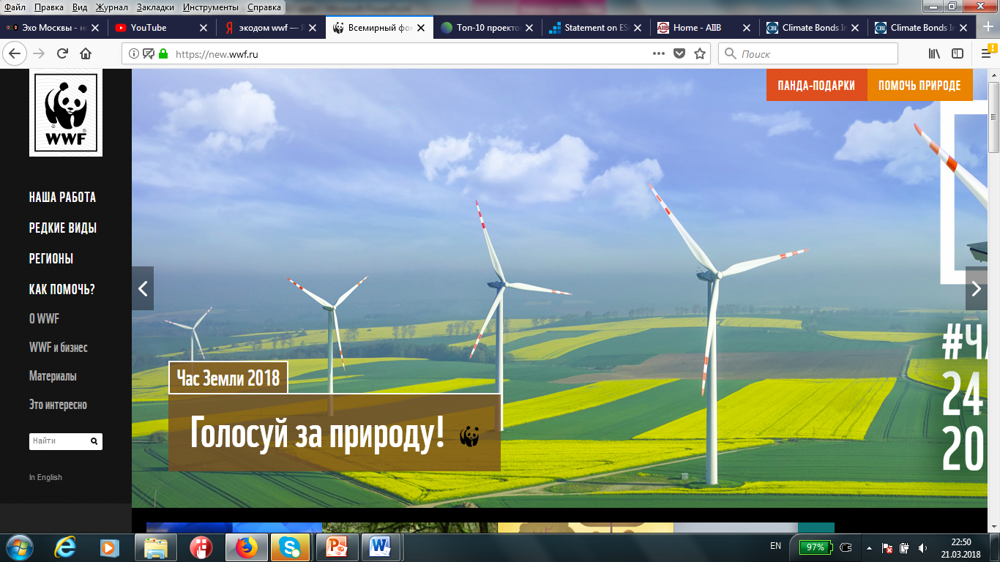 Файл Правка Вид Журнал Закладки Инструменты Справка
Эхо Москвы - н
YouTube
экодом wwf —
Всемирный фон
Топ-10 проекто
Statement on ES
Home - AIIB
Climate Bonds In
Climate Bonds In
https://new.wwf.ru
Поиск
WWF
ПАНДА-ПОДАРКИ
ПОМОЧЬ ПРИРОДЕ
НАША РАБОТА
РЕДКИЕ ВИДЫ
РЕГИОНЫ
КАК ПОМОЧЬ?
О WWF
WWF и бизнес
Материалы
Это интересно
Найти
In English
Час Земли 2018
Голосуй за природу!
#ЧА
24
20
EN
97%
22:50
21.03.2018